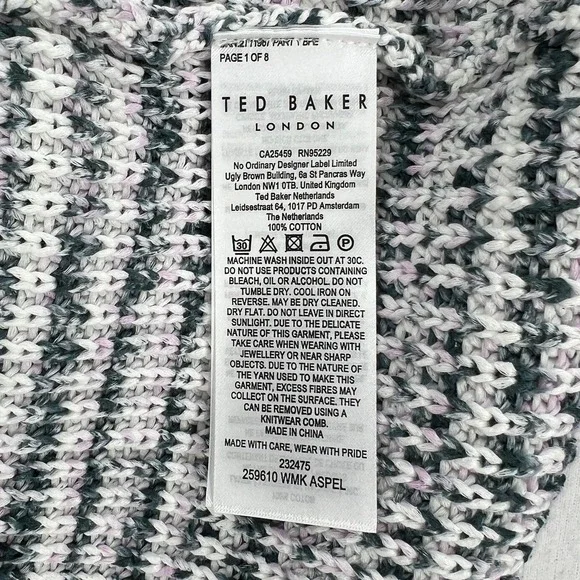 PARTY BRE
PAGE 1 OF 8
TED BAKER
LONDON
CA25459 RN95229
No Ordinary Designer Label Limited
Ugly Brown Building, 6a St Pancras Way
London NW1 0TB. United Kingdom
Ted Baker Netherlands
Leidsestraat 64, 1017 PD Amsterdam
The Netherlands
100% COTTON
30
MACHINE WASH INSIDE OUT AT 30C.
DO NOT USE PRODUCTS CONTAINING
BLEACH, OIL OR ALCOHOL. DO NOT
TUMBLE DRY. COOL IRON ON
REVERSE. MAY BE DRY CLEANED.
DRY FLAT. DO NOT LEAVE IN DIRECT
SUNLIGHT. DUE TO THE DELICATE
NATURE OF THIS GARMENT, PLEASE
TAKE CARE WHEN WEARING WITH
JEWELLERY OR NEAR SHARP
OBJECTS. DUE TO THE NATURE OF
THE YARN USED TO MAKE THIS
GARMENT, EXCESS FIBRES MAY
COLLECT ON THE SURFACE. THEY
CAN BE REMOVED USING A
KNITWEAR COMB.
MADE IN CHINA
MADE WITH CARE, WEAR WITH PRIDE
232475
259610 WMK ASPEL